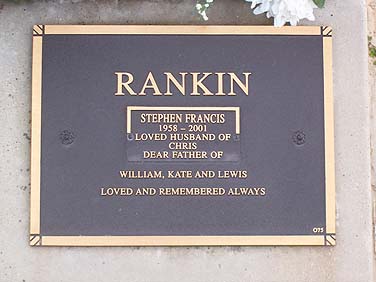 RANKIN
STEPHEN FRANCIS
1958 – 2001
LOVED HUSBAND OF
CHRIS
DEAR FATHER OF
WILLIAM, KATE AND LEWIS
LOVED AND REMEMBERED ALWAYS
O75